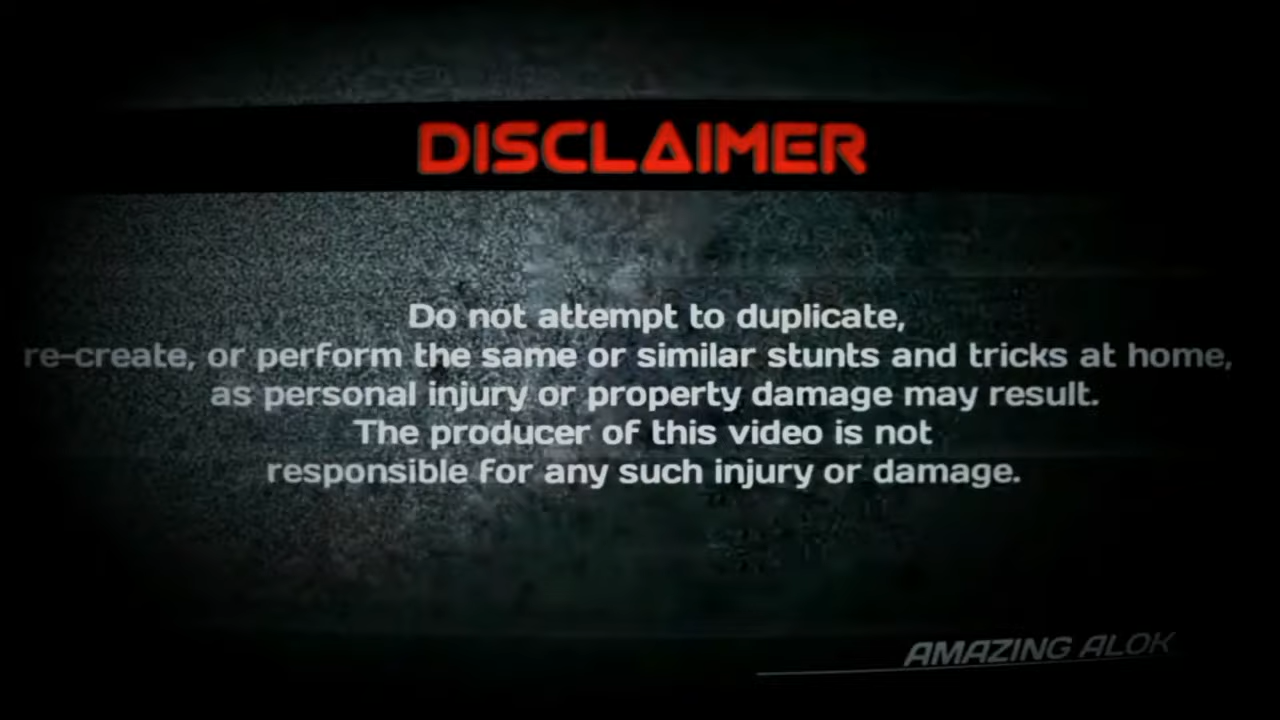 DISCLAIMER
Do not attempt to duplicate,
re-create, or perform the same or similar stunts and tricks at home,
as personal injury or property damage may result.
The producer of this video is not
responsible for any such injury or damage.
AMAZING ALOK